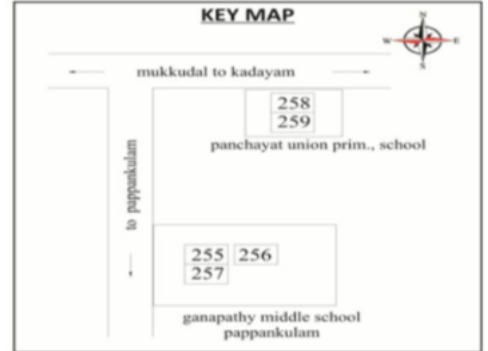 KEY MAP
N
W E
S
mukkudal to kadayam
258
259
panchayat union prim., school
to pappankulam
255 256
257
ganapathy middle school
pappankulam